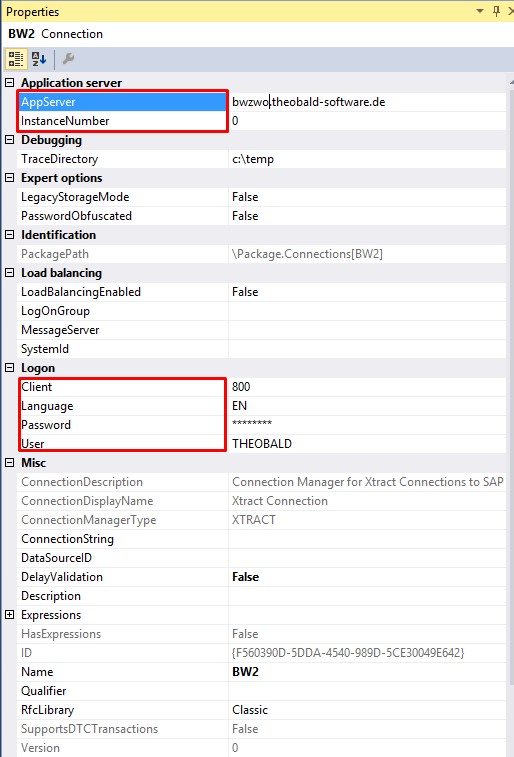 Properties
BW2 Connection
Application server
AppServer bwzwo.theobald-software.de
InstanceNumber 0
Debugging
TraceDirectory c:\temp
Expert options
LegacyStorageMode False
PasswordObfuscated False
Identification
PackagePath \Package.Connections[BW2]
Load balancing
LoadBalancingEnabled False
LogOnGroup
MessageServer
SystemId
Logon
Client 800
Language EN
Password ********
User THEOBALD
Misc
ConnectionDescription Connection Manager for Xtract Connections to SAP
ConnectionDisplayName Xtract Connection
ConnectionManagerType XTRACT
ConnectionString
DataSourceID
DelayValidation False
Description
Expressions
HasExpressions False
ID {F560390D-5DDA-4540-989D-5CE30049E642}
Name BW2
Qualifier
RfcLibrary Classic
SupportsDTCTransactions False
Version 0